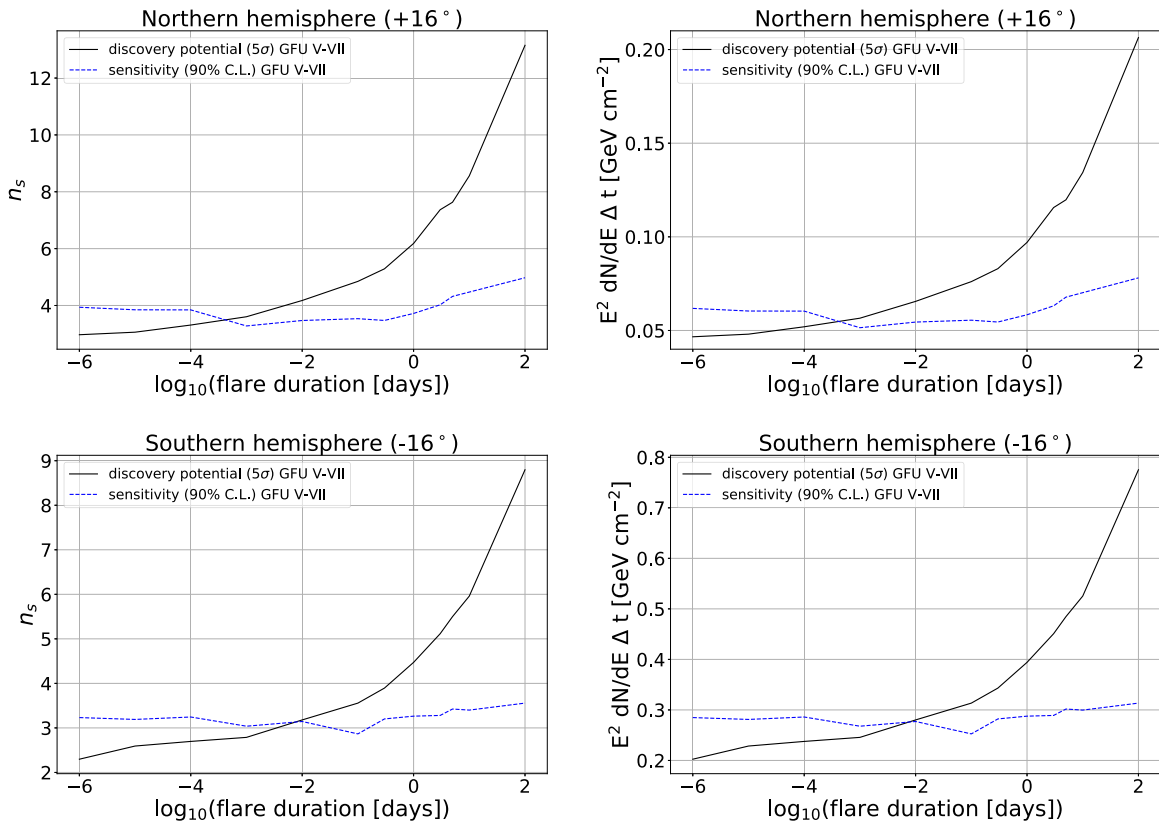 Northern hemisphere (+16°)
discovery potential (5σ) GFU V-VII
sensitivity (90% C.L.) GFU V-VII
n_s
12
10
8
6
4
−6 −4 −2 0 2
log₁₀(flare duration [days])
Northern hemisphere (+16°)
discovery potential (5σ) GFU V-VII
sensitivity (90% C.L.) GFU V-VII
E² dN/dE Δ t [GeV cm⁻²]
0.20
0.15
0.10
0.05
−6 −4 −2 0 2
log₁₀(flare duration [days])
Southern hemisphere (-16°)
discovery potential (5σ) GFU V-VII
sensitivity (90% C.L.) GFU V-VII
n_s
9
8
7
6
5
4
3
2
−6 −4 −2 0 2
log₁₀(flare duration [days])
Southern hemisphere (-16°)
discovery potential (5σ) GFU V-VII
sensitivity (90% C.L.) GFU V-VII
E² dN/dE Δ t [GeV cm⁻²]
0.8
0.7
0.6
0.5
0.4
0.3
0.2
−6 −4 −2 0 2
log₁₀(flare duration [days])